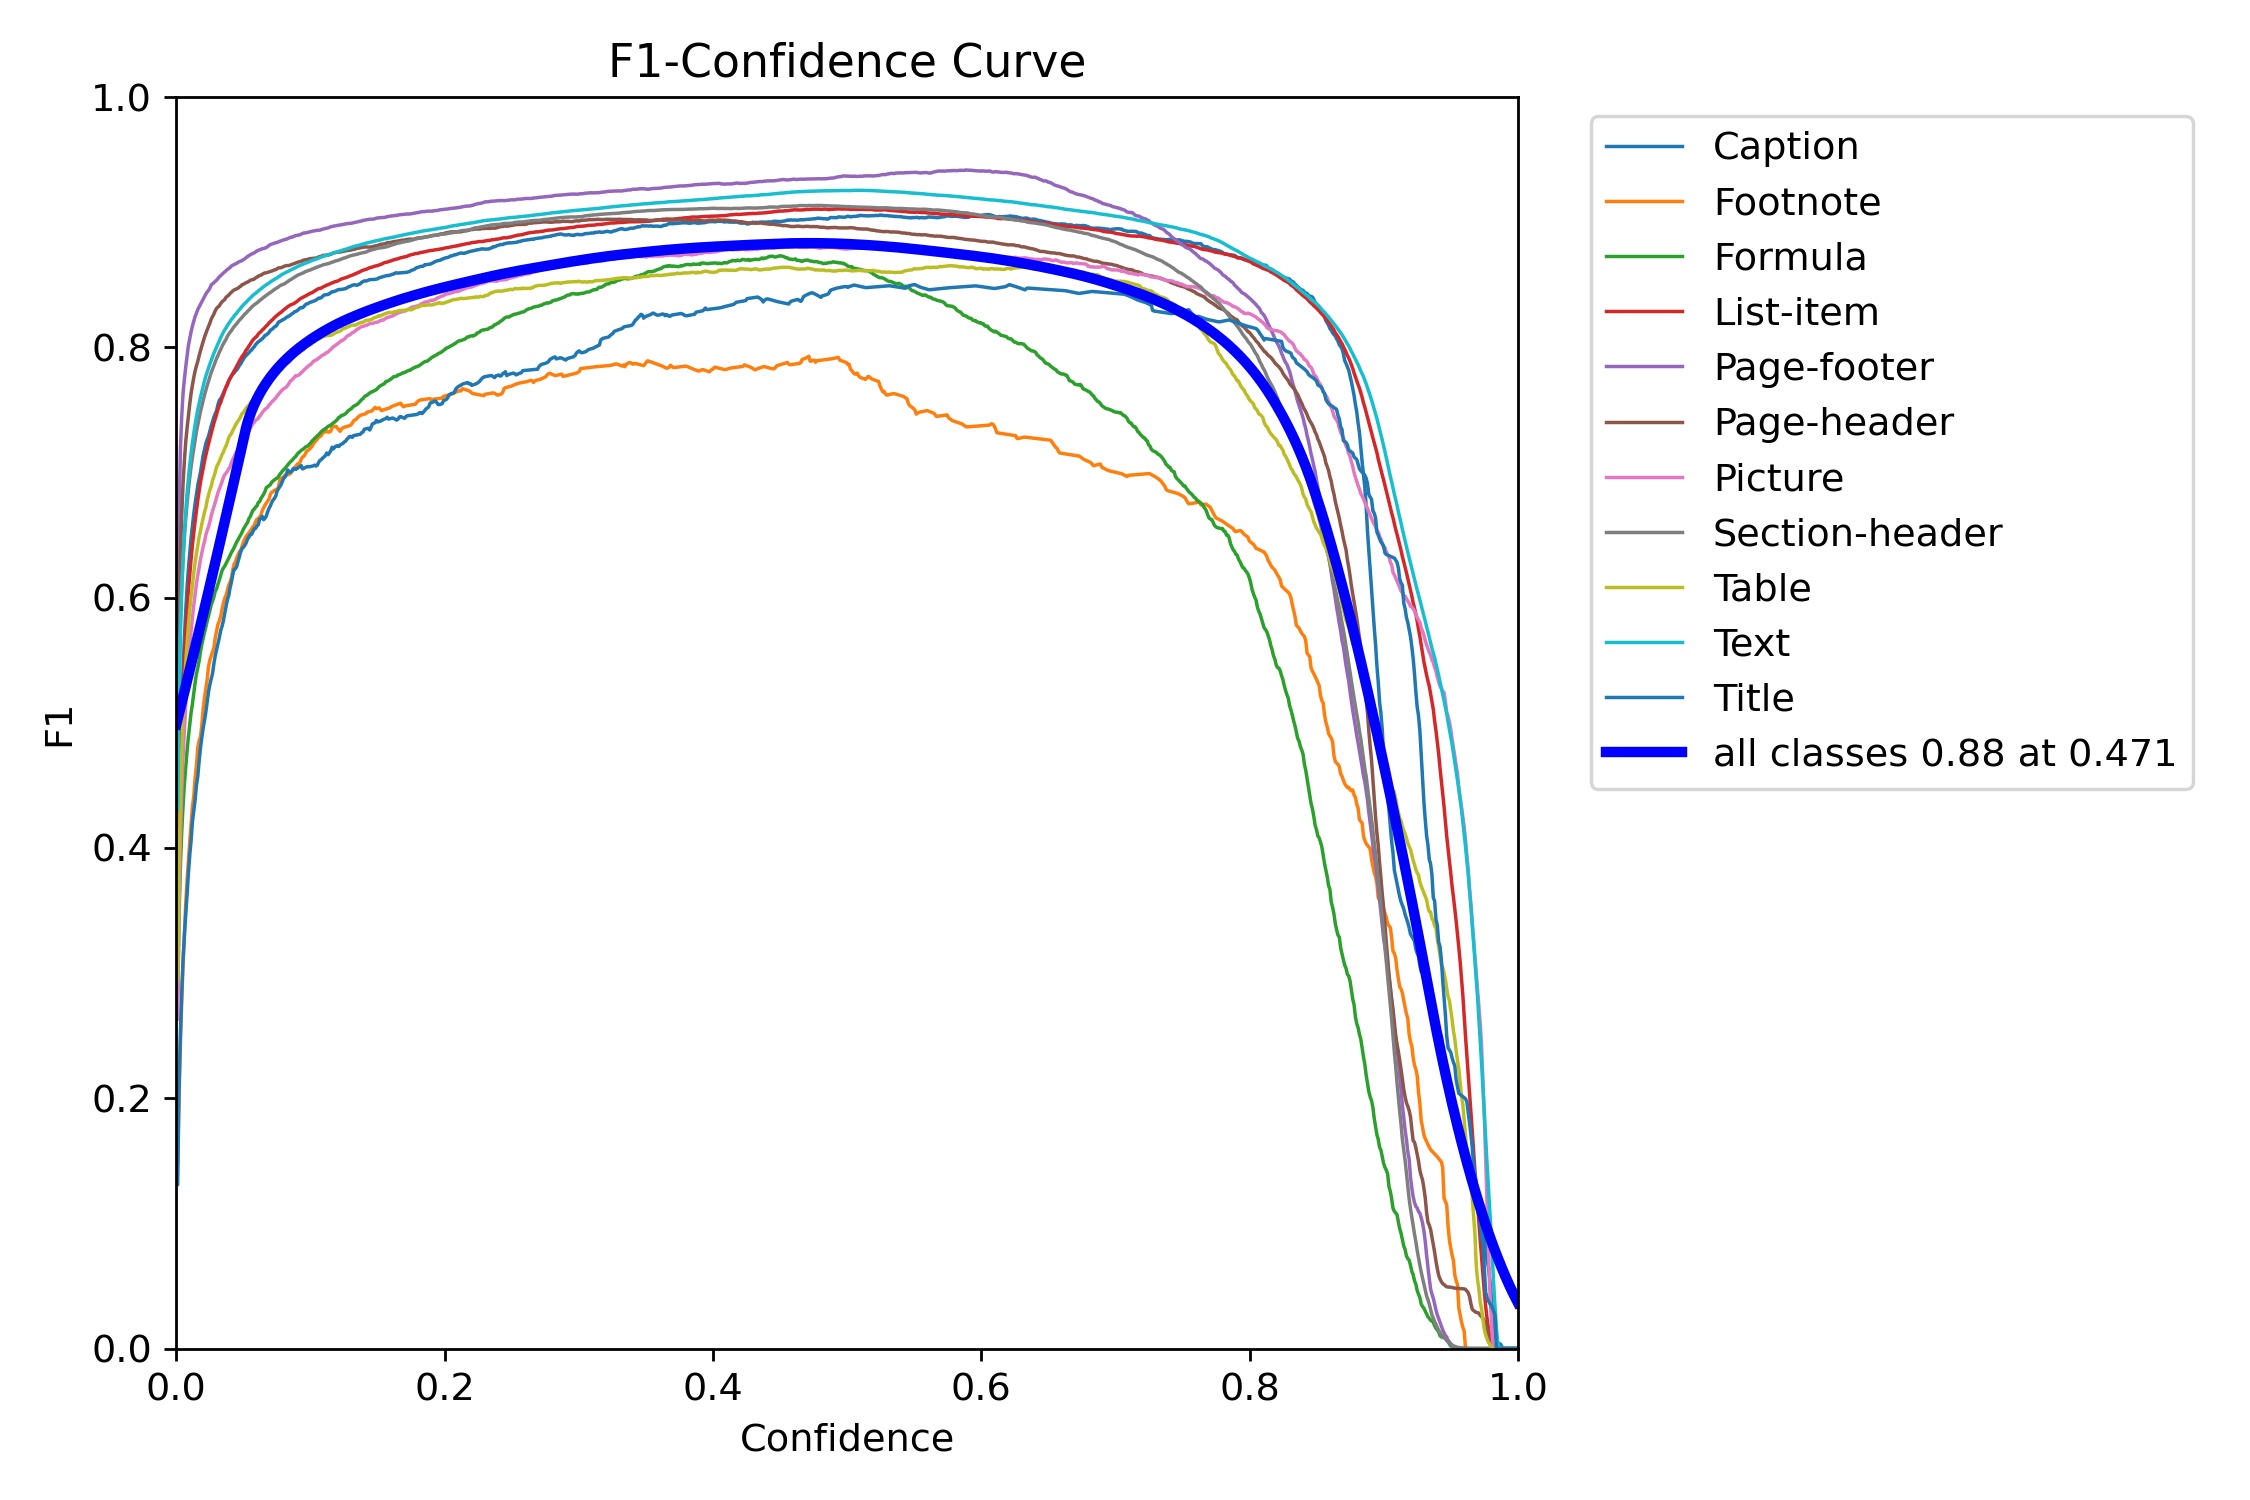 F1-Confidence Curve
1.0
0.8
0.6
0.4
0.2
0.0
F1
0.0 0.2 0.4 0.6 0.8 1.0
Confidence
Caption
Footnote
Formula
List-item
Page-footer
Page-header
Picture
Section-header
Table
Text
Title
all classes 0.88 at 0.471